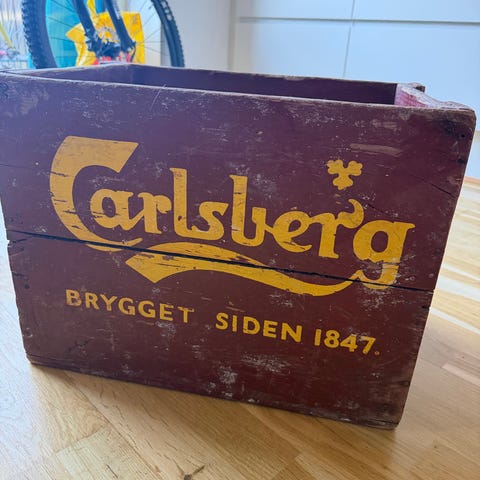 Carlsberg
BRYGGET SIDEN 1847.